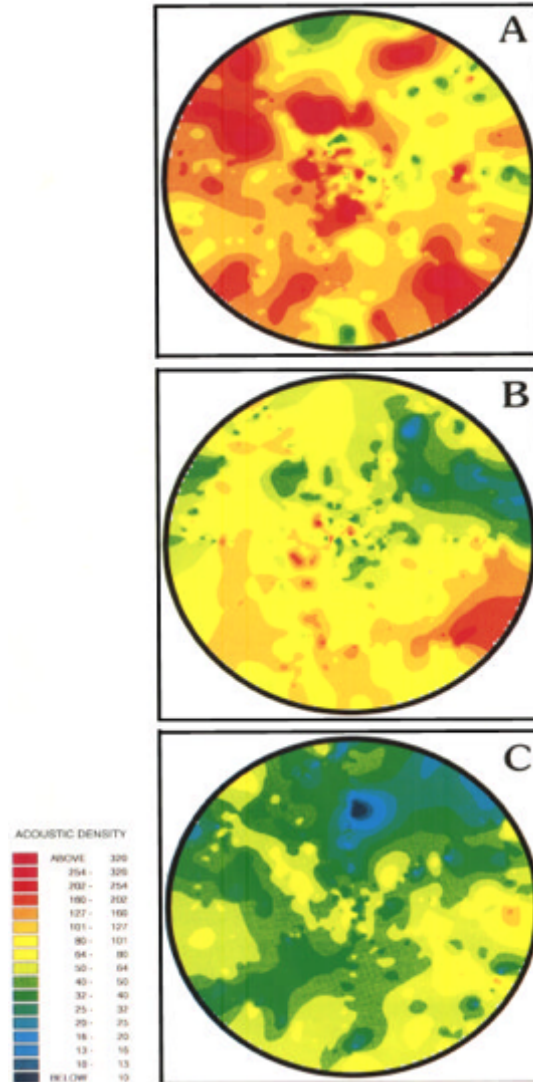 A
B
C
ACOUSTIC DENSITY
ABOVE 320
254 - 320
202 - 254
160 - 202
127 - 160
101 - 127
80 - 101
64 - 80
50 - 64
40 - 50
32 - 40
25 - 32
20 - 25
16 - 20
13 - 16
10 - 13
BELOW 10